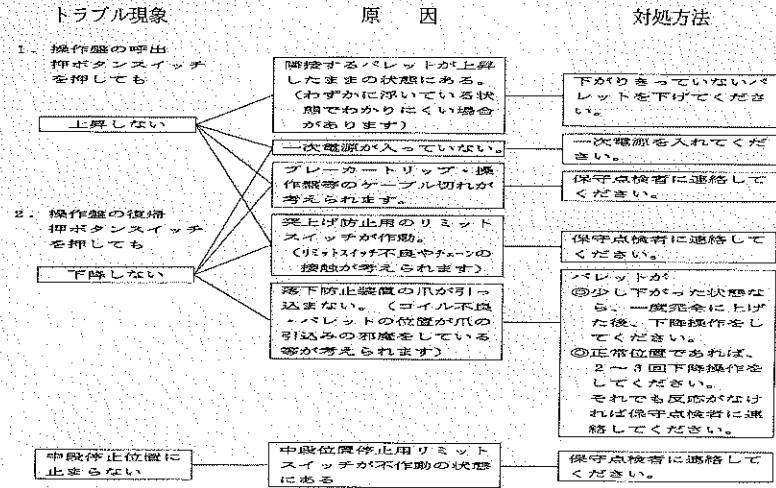 トラブル現象
原　因
対処方法
1．操作盤の呼出
押ボタンスイッチ
を押しても
上昇しない
隣接するパレットが上昇
したままの状態にある。
（わずかに浮いている状
態でわかりにくい場合
があります）
下がりきっていないパ
レットを下げてくださ
い。
一次電源が入っていない。
一次電源を入れてくだ
さい。
ブレーカートリップ・操
作盤等のケーブル切れが
考えられます。
保守点検者に連絡して
ください。
2．操作盤の復帰
押ボタンスイッチ
を押しても
下降しない
突上げ防止用のリミット
スイッチが作動。
（リミットスイッチ不良やチェーンの
接触が考えられます）
保守点検者に連絡して
ください。
落下防止装置の爪が引っ
込まない。（コイル不良
・パレットの位置が爪の
引込みの邪魔をしている
等が考えられます）
パレットが
◎少し下がった状態な
ら、一度完全に上げ
た後、下降操作をし
てください。
◎正常位置であれば、
2～3回下降操作を
してください。
それでも反応がなけ
れば保守点検者に連
絡してください。
中段停止位置に
止まらない
中段位置停止用リミット
スイッチが不作動の状態
にある
保守点検者に連絡して
ください。